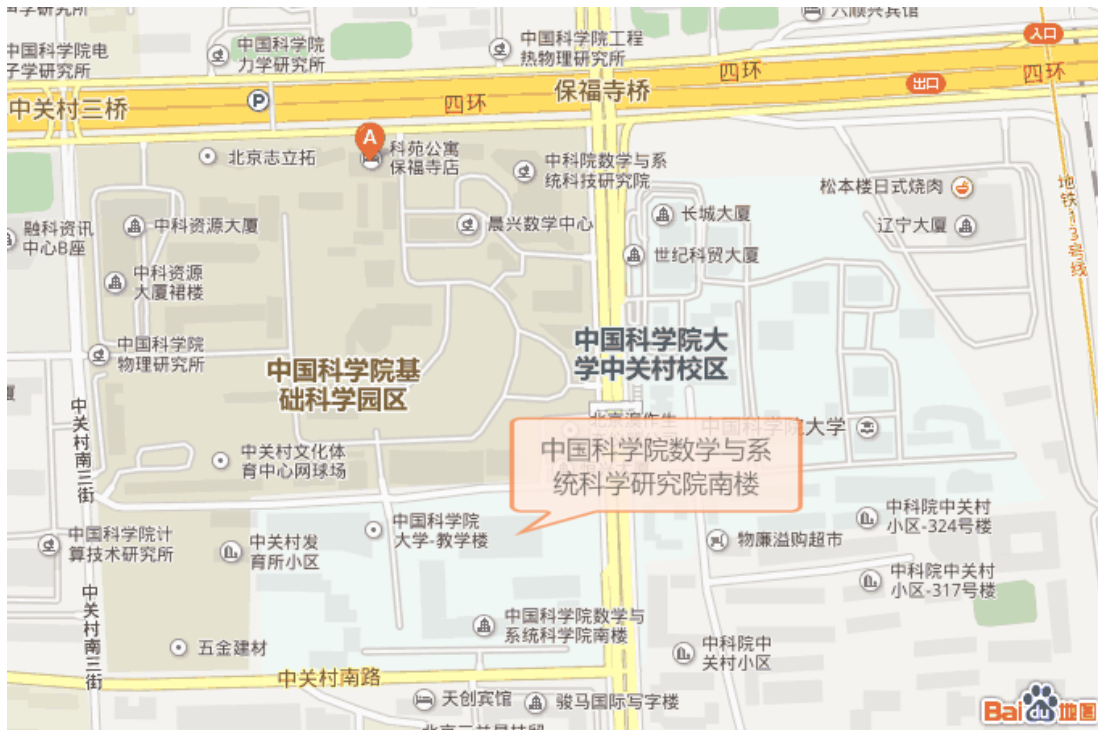 六顺兴宾馆
学研究所
中国科学院电
子学研究所
中国科学院
力学研究所
中国科学院工程
热物理研究所
入口
四环
四环
出口
四环
保福寺桥
中关村三桥
P
A
科苑公寓
保福寺店
北京志立拓
中科院数学与系
统科技研究院
松本楼日式烧肉
地铁13号线
融科资讯
中心B座
中科资源大厦
晨兴数学中心
长城大厦
辽宁大厦
世纪科贸大厦
中科资源
大厦裙楼
中国科学院
物理研究所
中国科学院大
学中关村校区
中国科学院基
础科学园区
厦
中关村南三街
中国科学院大学
中国科学院数学与系
统科学研究院南楼
中关村文化体
育中心网球场
中国科学院计
算技术研究所
中关村发
育所小区
中国科学院
大学-教学楼
物廉溢购超市
中科院中关村
小区-324号楼
中科院中关村
小区-317号楼
中关村南三街
五金建材
中国科学院数学与
系统科学院南楼
中科院中
关村小区
中关村南路
天创宾馆
骏马国际写字楼
Bai du 地图